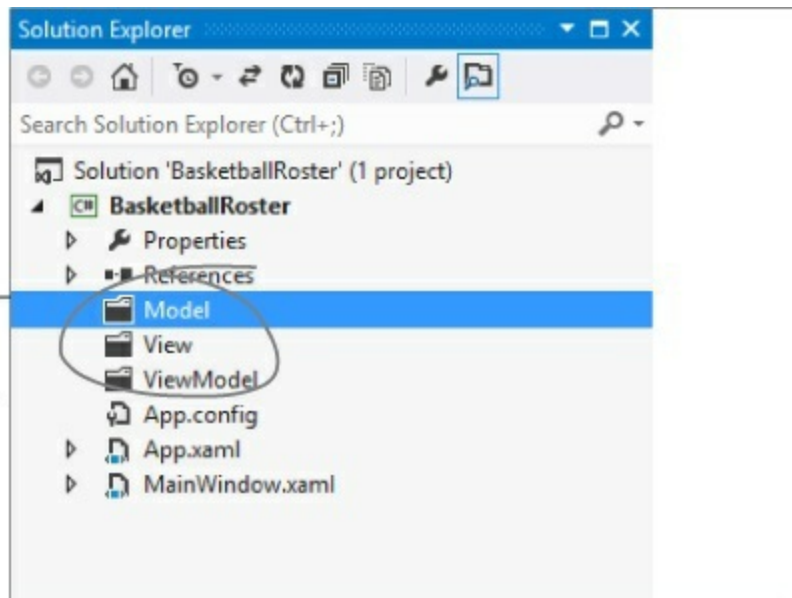 Solution Explorer
Search Solution Explorer (Ctrl+;)
Solution 'BasketballRoster' (1 project)
C# BasketballRoster
Properties
References
Model
View
ViewModel
App.config
App.xaml
MainWindow.xaml